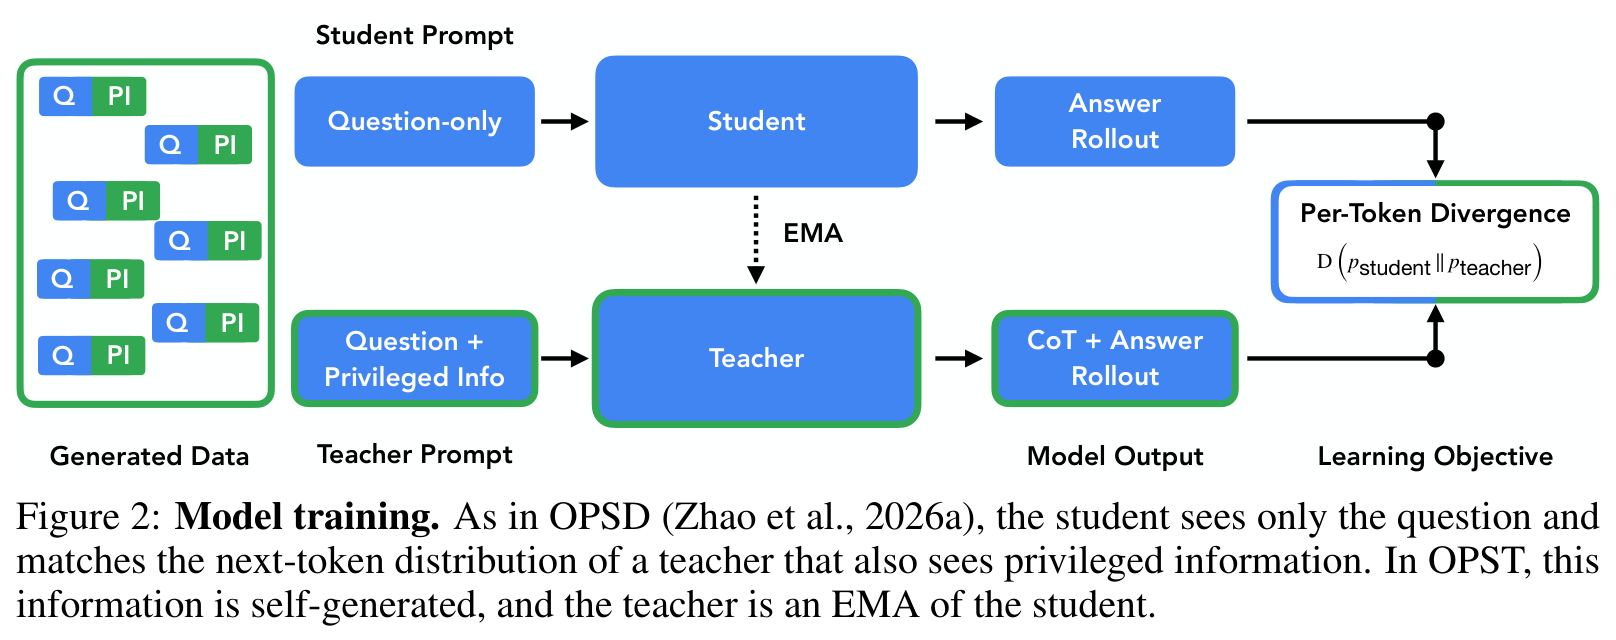 Student Prompt
Q PI
Q PI
Q PI
Q PI
Q PI
Q PI
Q PI
Generated Data
Question-only
Student
Answer
Rollout
EMA
Question +
Privileged Info
Teacher
CoT + Answer
Rollout
Per-Token Divergence
D(p_student || p_teacher)
Teacher Prompt
Model Output
Learning Objective
Figure 2: Model training. As in OPSD (Zhao et al., 2026a), the student sees only the question and
matches the next-token distribution of a teacher that also sees privileged information. In OPST, this
information is self-generated, and the teacher is an EMA of the student.